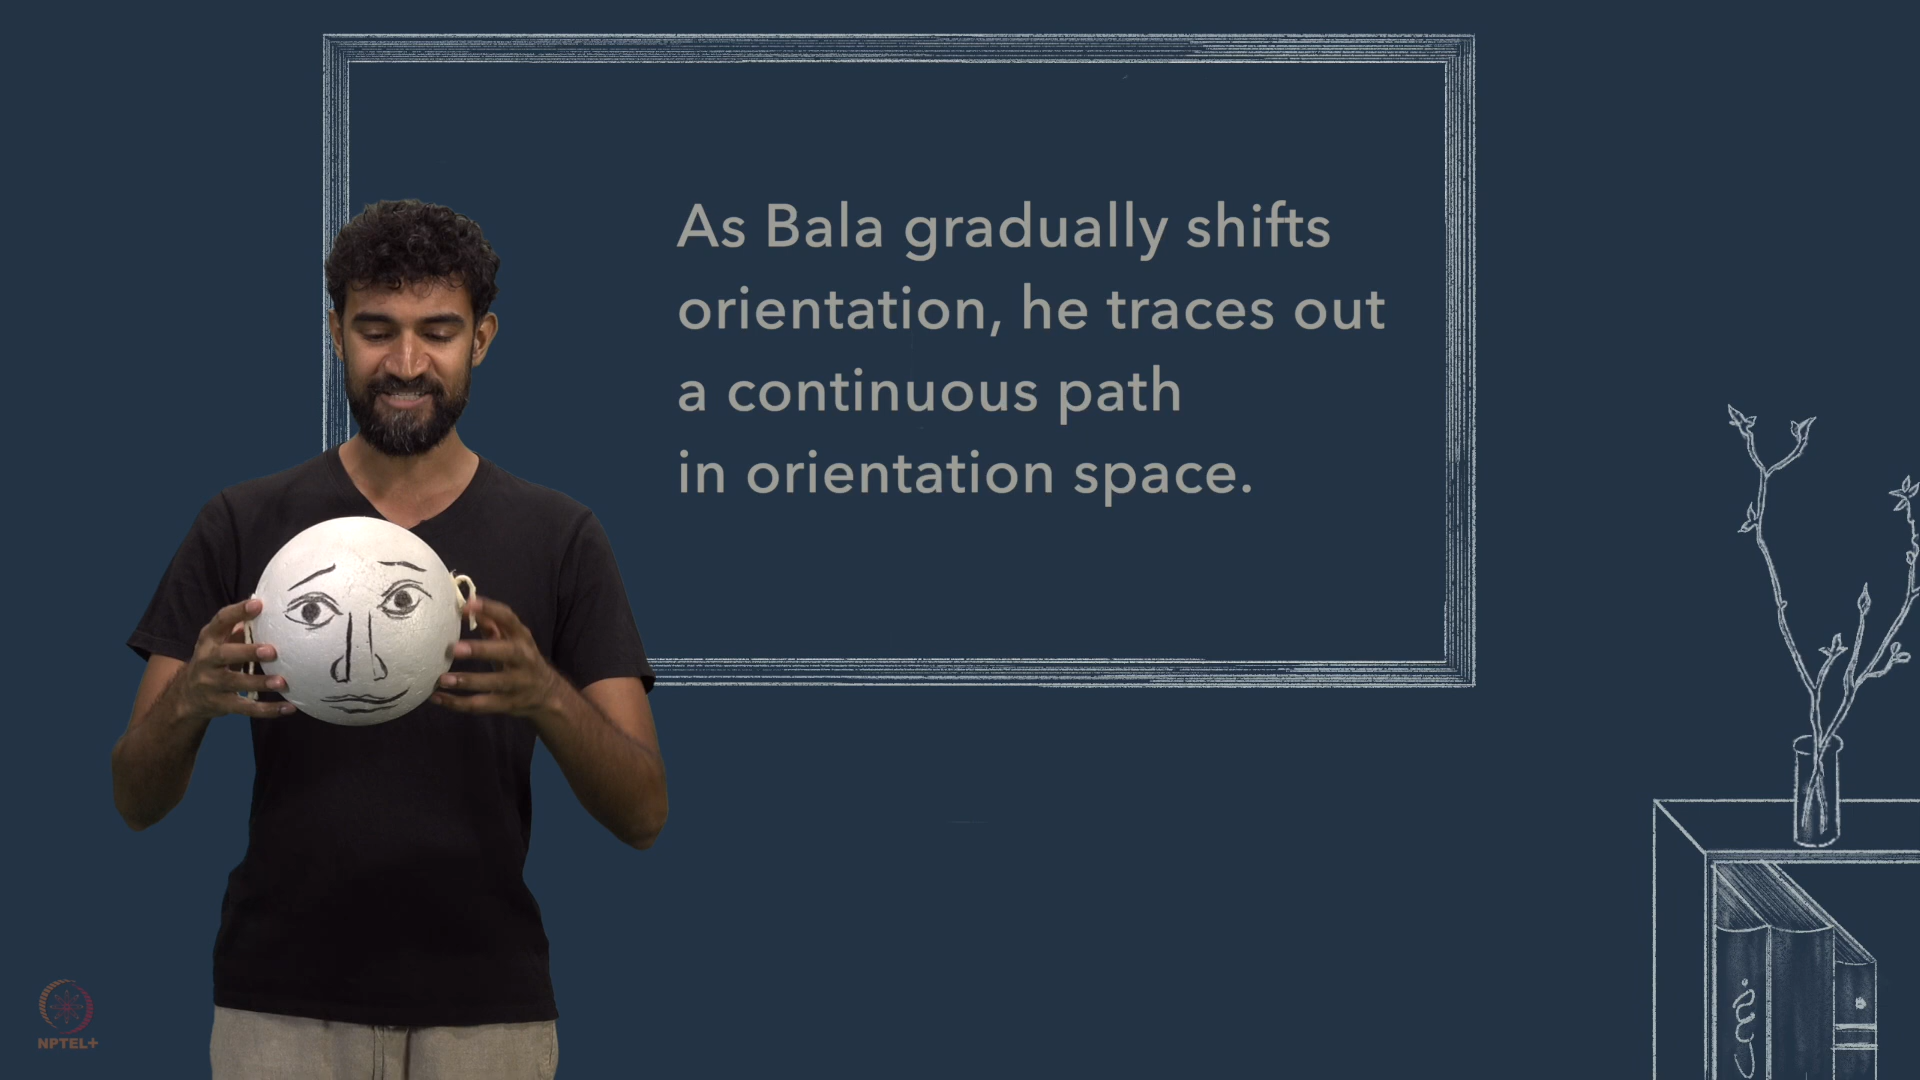 As Bala gradually shifts
orientation, he traces out
a continuous path
in orientation space.
NPTEL+